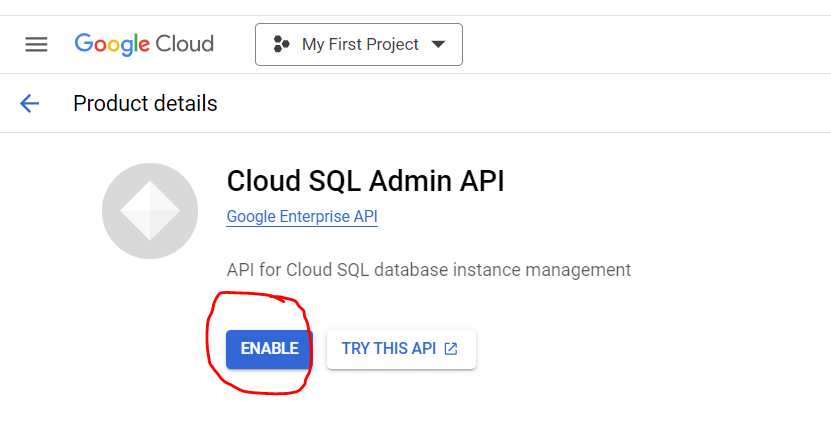 Google Cloud
My First Project
Product details
Cloud SQL Admin API
Google Enterprise API
API for Cloud SQL database instance management
ENABLE
TRY THIS API